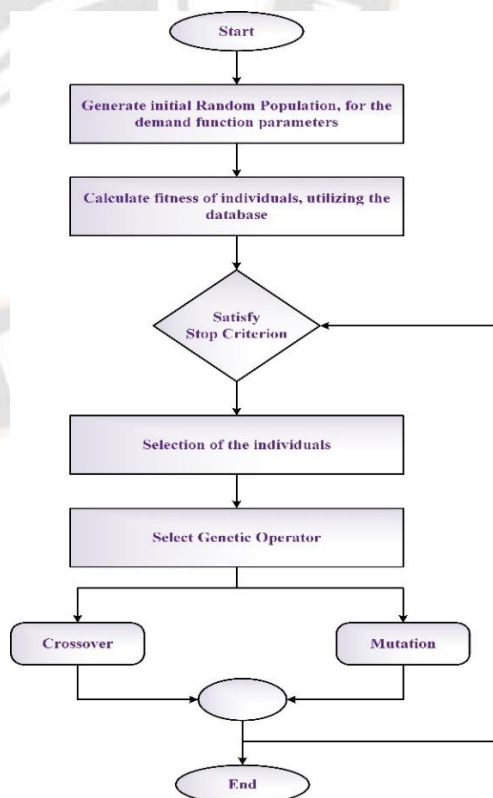 Start
Generate initial Random Population, for the
demand function parameters
Calculate fitness of individuals, utilizing the
database
Satisfy
Stop Criterion
Selection of the individuals
Select Genetic Operator
Crossover
Mutation
End